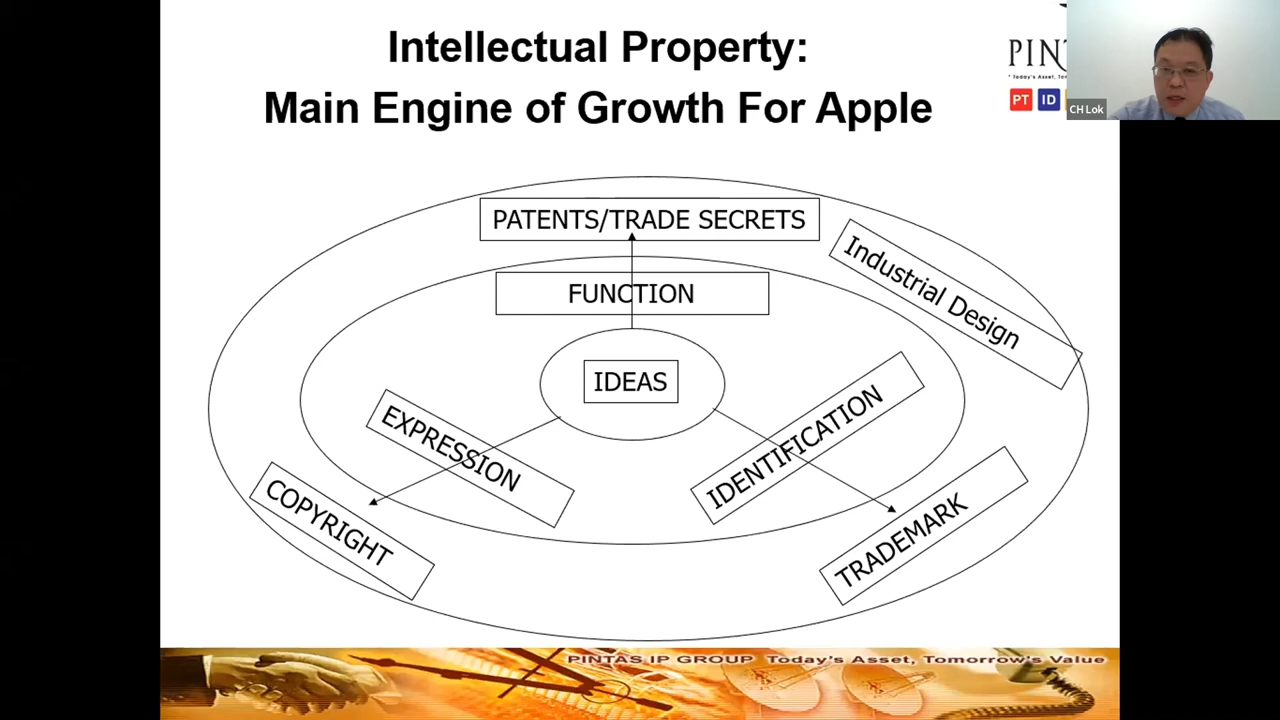 Intellectual Property:
Main Engine of Growth For Apple
CH Lok
PT ID
PATENTS/TRADE SECRETS
Industrial Design
FUNCTION
IDEAS
EXPRESSION
IDENTIFICATION
COPYRIGHT
TRADEMARK
PINTAS IP GROUP Today's Asset, Tomorrow's Value